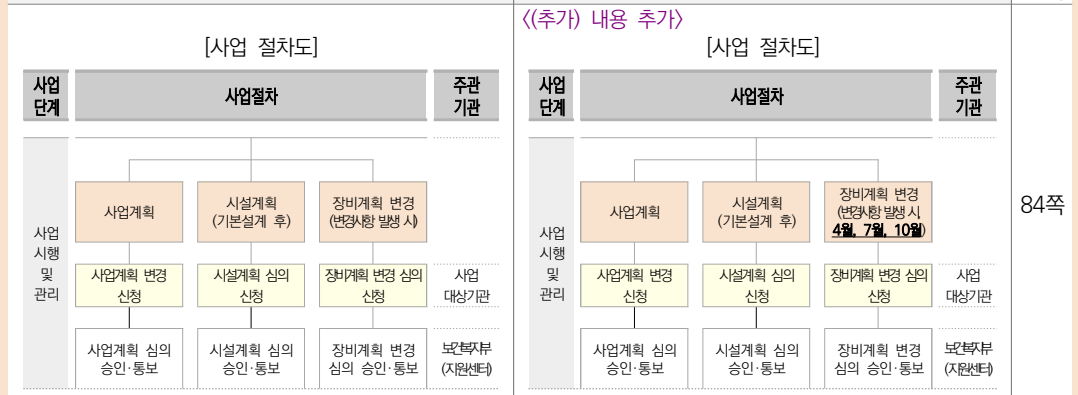 [사업 절차도]
사업
단계
사업절차
주관
기관
사업
시행
및
관리
사업계획
시설계획
(기본설계 후)
장비계획 변경
(변경사항 발생 시)
사업계획 변경
신청
시설계획 심의
신청
장비계획 변경 심의
신청
사업
대상기관
사업계획 심의
승인·통보
시설계획 심의
승인·통보
장비계획 변경
심의 승인·통보
보건복지부
(지원센터)
<(추가) 내용 추가>
[사업 절차도]
사업
단계
사업절차
주관
기관
사업
시행
및
관리
사업계획
시설계획
(기본설계 후)
장비계획 변경
(변경사항 발생 시,
4월, 7월, 10월)
사업계획 변경
신청
시설계획 심의
신청
장비계획 변경 심의
신청
사업
대상기관
사업계획 심의
승인·통보
시설계획 심의
승인·통보
장비계획 변경
심의 승인·통보
보건복지부
(지원센터)
84쪽